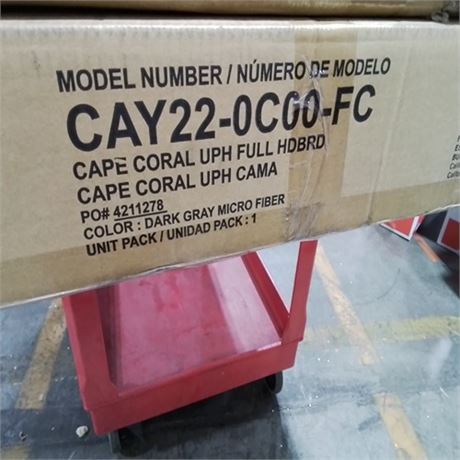 MODEL NUMBER / NÚMERO DE MODELO
CAY22-0C00-FC
CAPE CORAL UPH FULL HDBRD
CAPE CORAL UPH CAMA
PO# 4211278
COLOR : DARK GRAY MICRO FIBER
UNIT PACK / UNIDAD PACK : 1